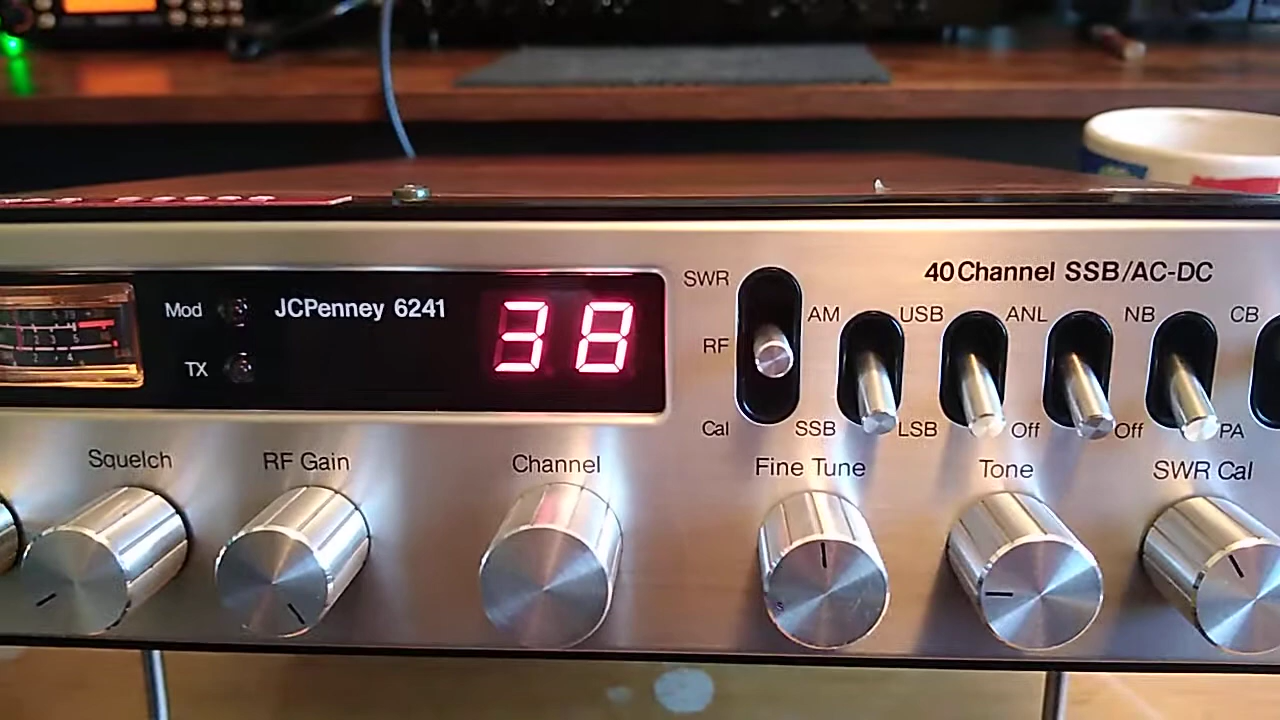 40 Channel SSB/AC-DC
SWR
Mod
JCPenney 6241
38
AM
USB
ANL
NB
CB
RF
TX
Cal
SSB
LSB
Off
Off
PA
Squelch
RF Gain
Channel
Fine Tune
Tone
SWR Cal